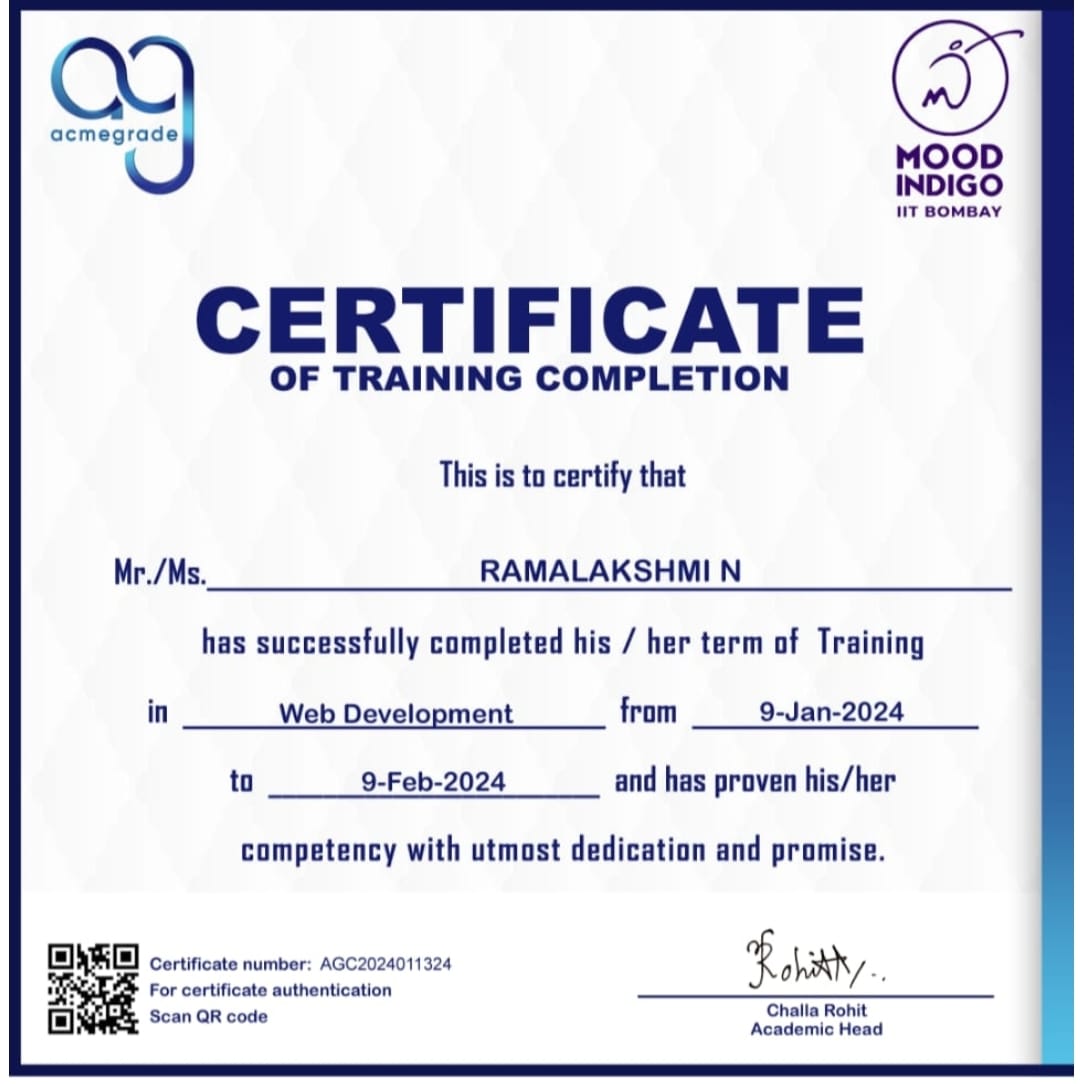 acmegrade
MOOD
INDIGO
IIT BOMBAY
CERTIFICATE
OF TRAINING COMPLETION
This is to certify that
Mr./Ms. RAMALAKSHMI N
has successfully completed his / her term of Training
in Web Development from 9-Jan-2024
to 9-Feb-2024 and has proven his/her
competency with utmost dedication and promise.
Certificate number: AGC2024011324
For certificate authentication
Scan QR code
Rohit
Challa Rohit
Academic Head